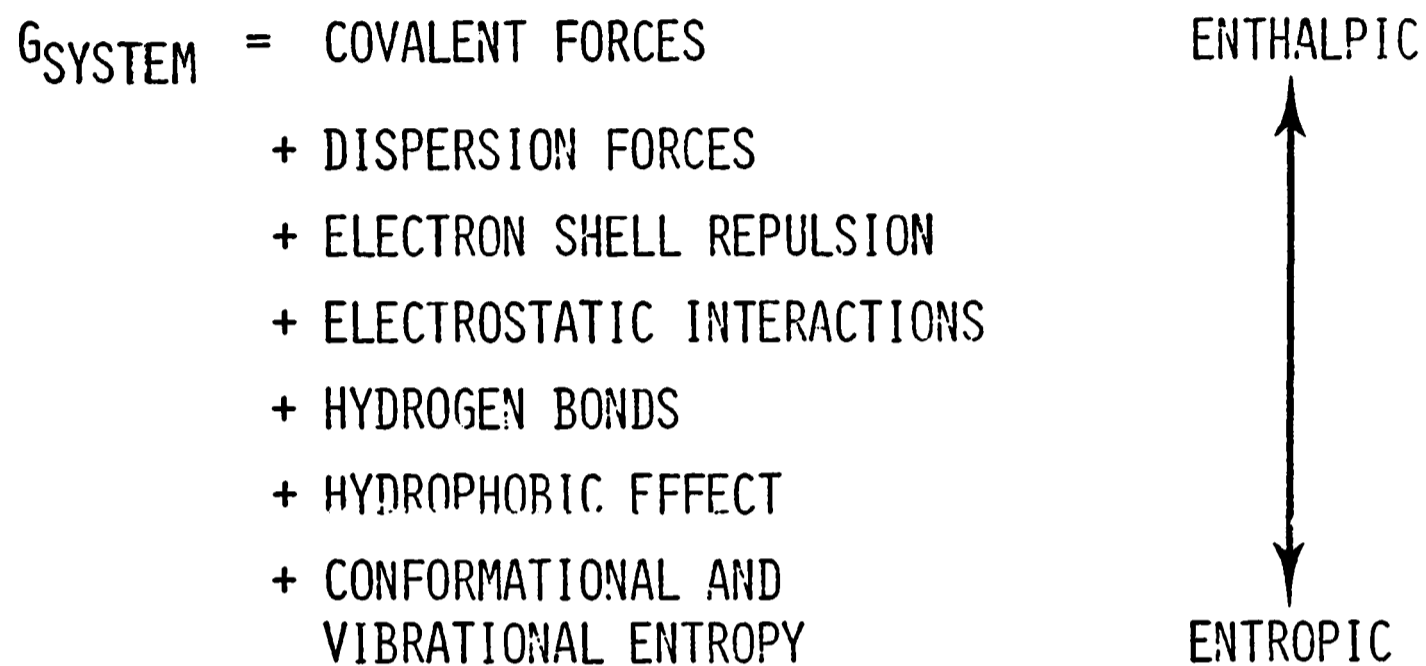 GSYSTEM = COVALENT FORCES ENTHALPIC
+ DISPERSION FORCES
+ ELECTRON SHELL REPULSION
+ ELECTROSTATIC INTERACTIONS
+ HYDROGEN BONDS
+ HYDROPHOBIC EFFECT
+ CONFORMATIONAL AND
VIBRATIONAL ENTROPY ENTROPIC